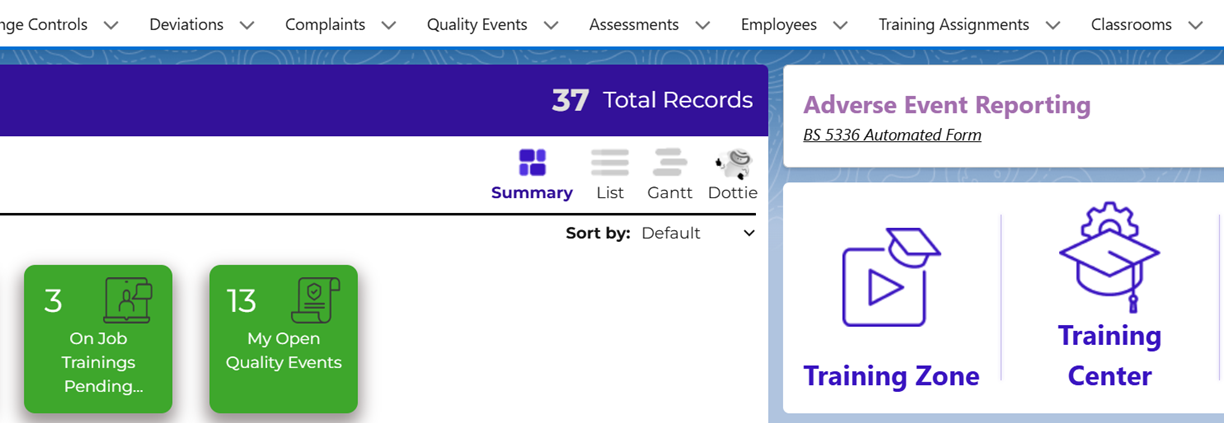 nge Controls Deviations Complaints Quality Events Assessments Employees Training Assignments Classrooms
37 Total Records
Summary List Gantt Dottie
Sort by: Default
3
On Job
Trainings
Pending...
13
My Open
Quality Events
Adverse Event Reporting
BS 5336 Automated Form
Training Zone
Training
Center